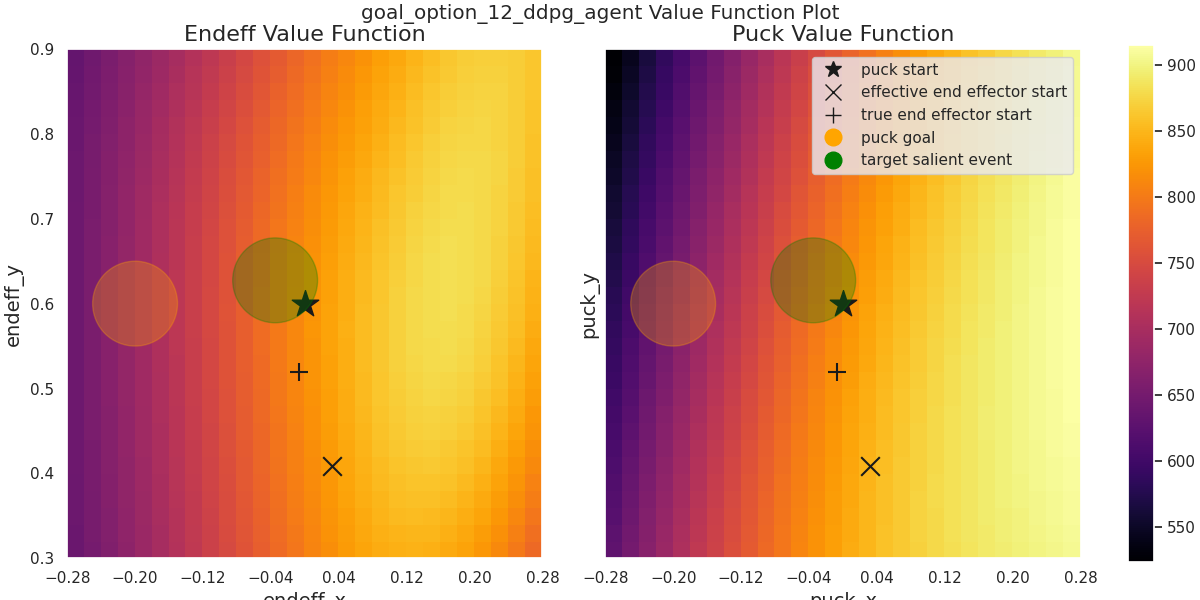 goal_option_12_ddpg_agent Value Function Plot
Endeff Value Function
Puck Value Function
puck start
effective end effector start
true end effector start
puck goal
target salient event
0.9
0.8
0.7
0.6
0.5
0.4
0.3
endeff_y
−0.28 −0.20 −0.12 −0.04 0.04 0.12 0.20 0.28
endeff_x
puck_y
−0.28 −0.20 −0.12 −0.04 0.04 0.12 0.20 0.28
puck_x
900
850
800
750
700
650
600
550